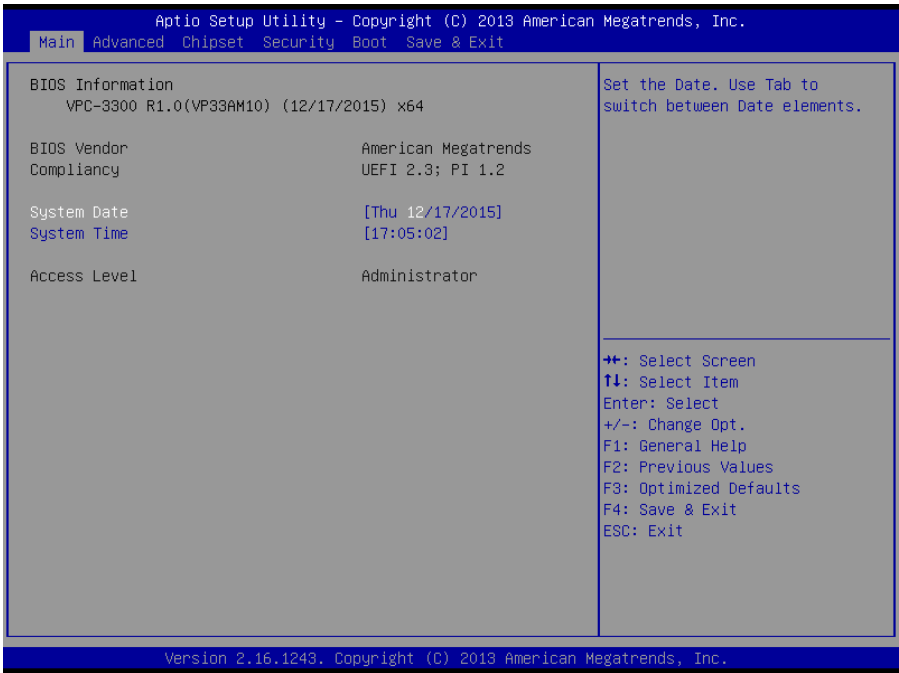 Aptio Setup Utility – Copyright (C) 2013 American Megatrends, Inc.
Main Advanced Chipset Security Boot Save & Exit
BIOS Information
VPC-3300 R1.0(VP33AM10) (12/17/2015) x64
BIOS Vendor American Megatrends
Compliancy UEFI 2.3; PI 1.2
System Date [Thu 12/17/2015]
System Time [17:05:02]
Access Level Administrator
Set the Date. Use Tab to
switch between Date elements.
→←: Select Screen
↑↓: Select Item
Enter: Select
+/-: Change Opt.
F1: General Help
F2: Previous Values
F3: Optimized Defaults
F4: Save & Exit
ESC: Exit
Version 2.16.1243. Copyright (C) 2013 American Megatrends, Inc.